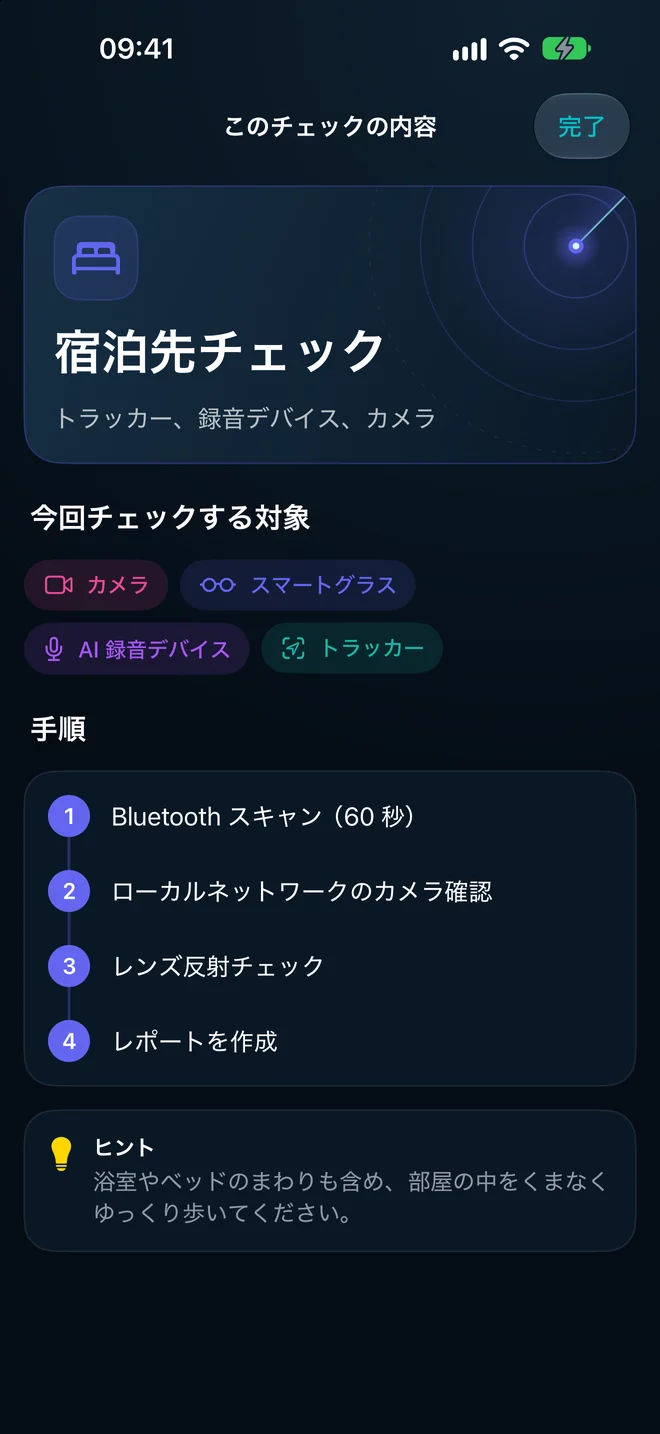 09:41
このチェックの内容
完了
宿泊先チェック
トラッカー、録音デバイス、カメラ
今回チェックする対象
カメラ
スマートグラス
AI 録音デバイス
トラッカー
手順
1 Bluetooth スキャン（60 秒）
2 ローカルネットワークのカメラ確認
3 レンズ反射チェック
4 レポートを作成
ヒント
浴室やベッドのまわりも含め、部屋の中をくまなく
ゆっくり歩いてください。